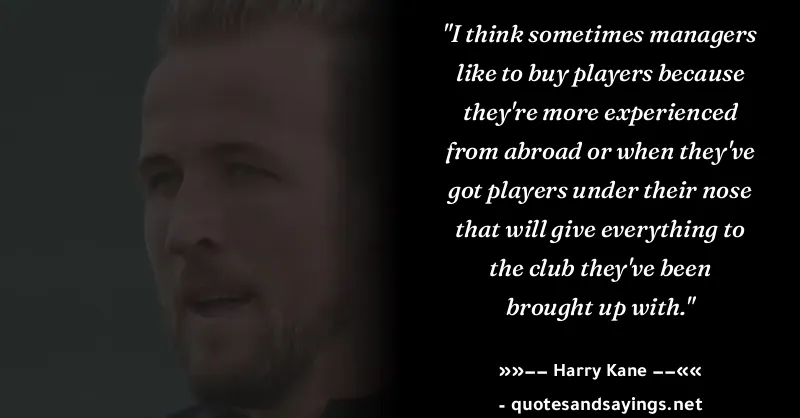 "I think sometimes managers
like to buy players because
they're more experienced
from abroad or when they've
got players under their nose
that will give everything to
the club they've been
brought up with."
»»–– Harry Kane ––««
- quotesandsayings.net